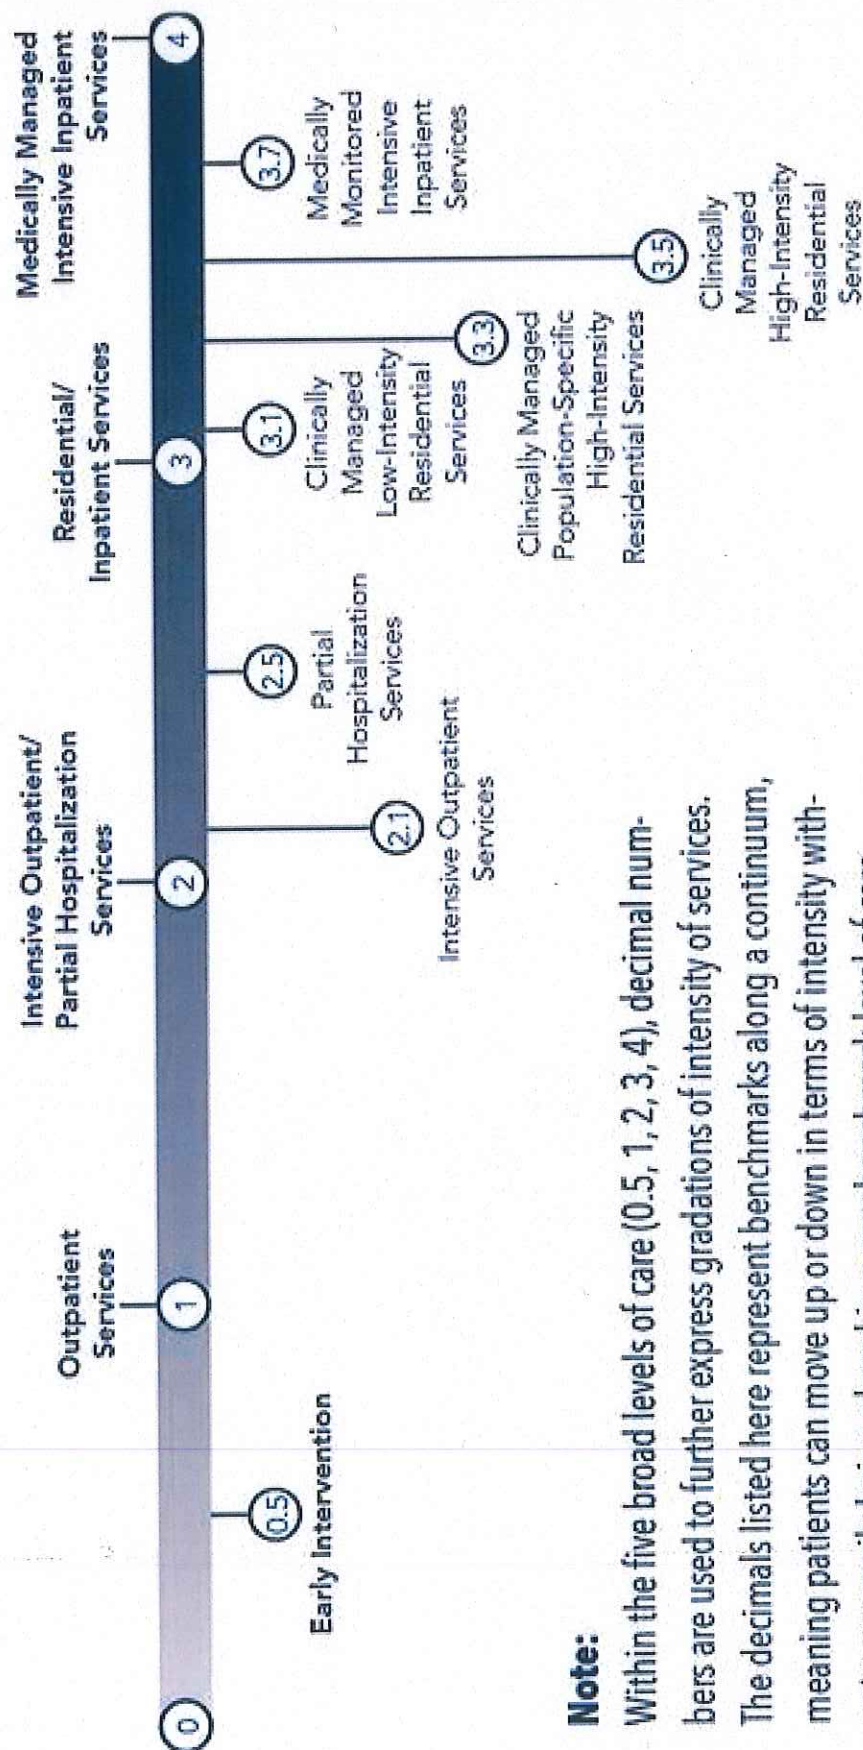 Outpatient
Services
Intensive Outpatient/
Partial Hospitalization
Services
Residential/
Inpatient Services
Medically Managed
Intensive Inpatient
Services
0
1
2
3
4
0.5
Early Intervention
2.1
Intensive Outpatient
Services
2.5
Partial
Hospitalization
Services
3.1
Clinically
Managed
Low-Intensity
Residential
Services
3.3
Clinically Managed
Population-Specific
High-Intensity
Residential Services
3.5
Clinically
Managed
High-Intensity
Residential
Services
3.7
Medically
Monitored
Intensive
Inpatient
Services
Note:
Within the five broad levels of care (0.5, 1, 2, 3, 4), decimal num-
bers are used to further express gradations of intensity of services.
The decimals listed here represent benchmarks along a continuum,
meaning patients can move up or down in terms of intensity with-